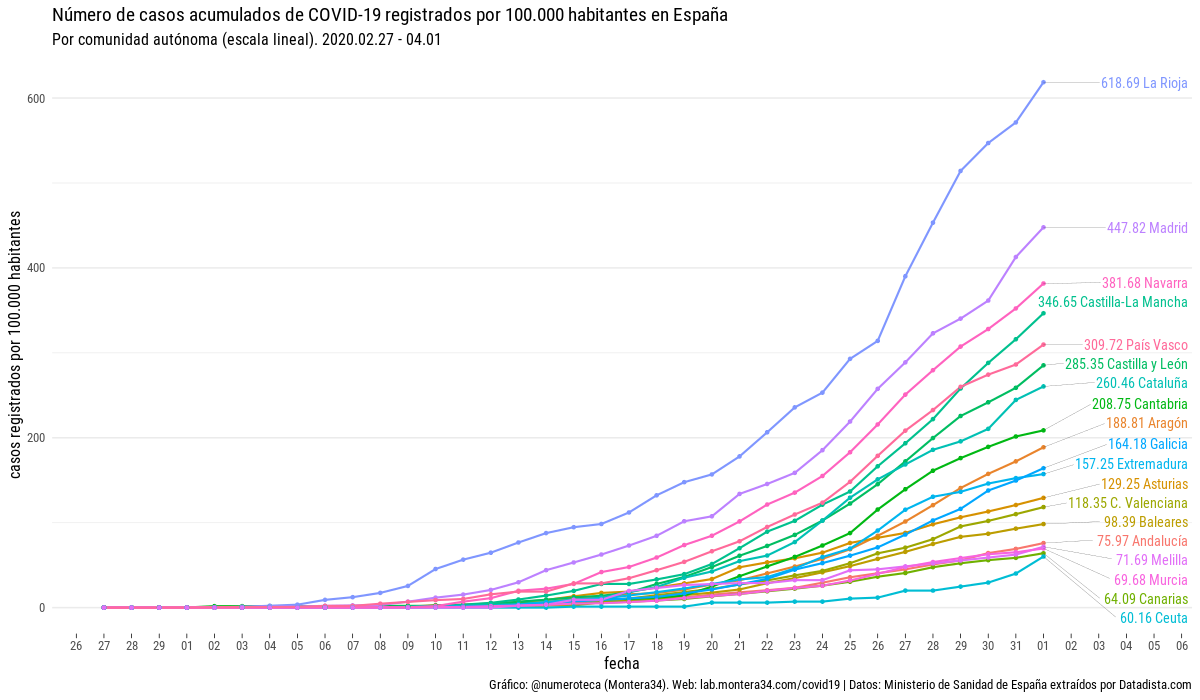 Número de casos acumulados de COVID-19 registrados por 100.000 habitantes en España
Por comunidad autónoma (escala lineal). 2020.02.27 - 04.01
casos registrados por 100.000 habitantes
600
400
200
0
618.69 La Rioja
447.82 Madrid
381.68 Navarra
346.65 Castilla-La Mancha
309.72 País Vasco
285.35 Castilla y León
260.46 Cataluña
208.75 Cantabria
188.81 Aragón
164.18 Galicia
157.25 Extremadura
129.25 Asturias
118.35 C. Valenciana
98.39 Baleares
75.97 Andalucía
71.69 Melilla
69.68 Murcia
64.09 Canarias
60.16 Ceuta
26 27 28 29 01 02 03 04 05 06 07 08 09 10 11 12 13 14 15 16 17 18 19 20 21 22 23 24 25 26 27 28 29 30 31 01 02 03 04 05 06
fecha
Gráfico: @numeroteca (Montera34). Web: lab.montera34.com/covid19 | Datos: Ministerio de Sanidad de España extraídos por Datadista.com